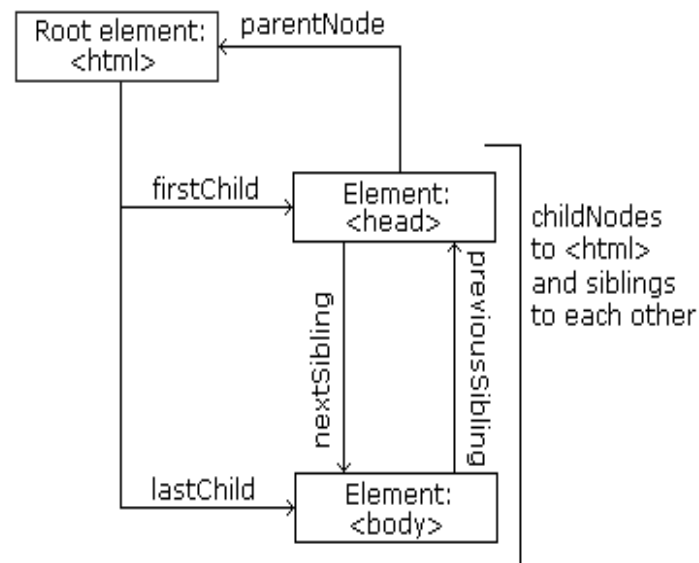 Root element:
<html>
parentNode
firstChild
Element:
<head>
childNodes
to <html>
and siblings
to each other
nextSibling
previousSibling
lastChild
Element:
<body>